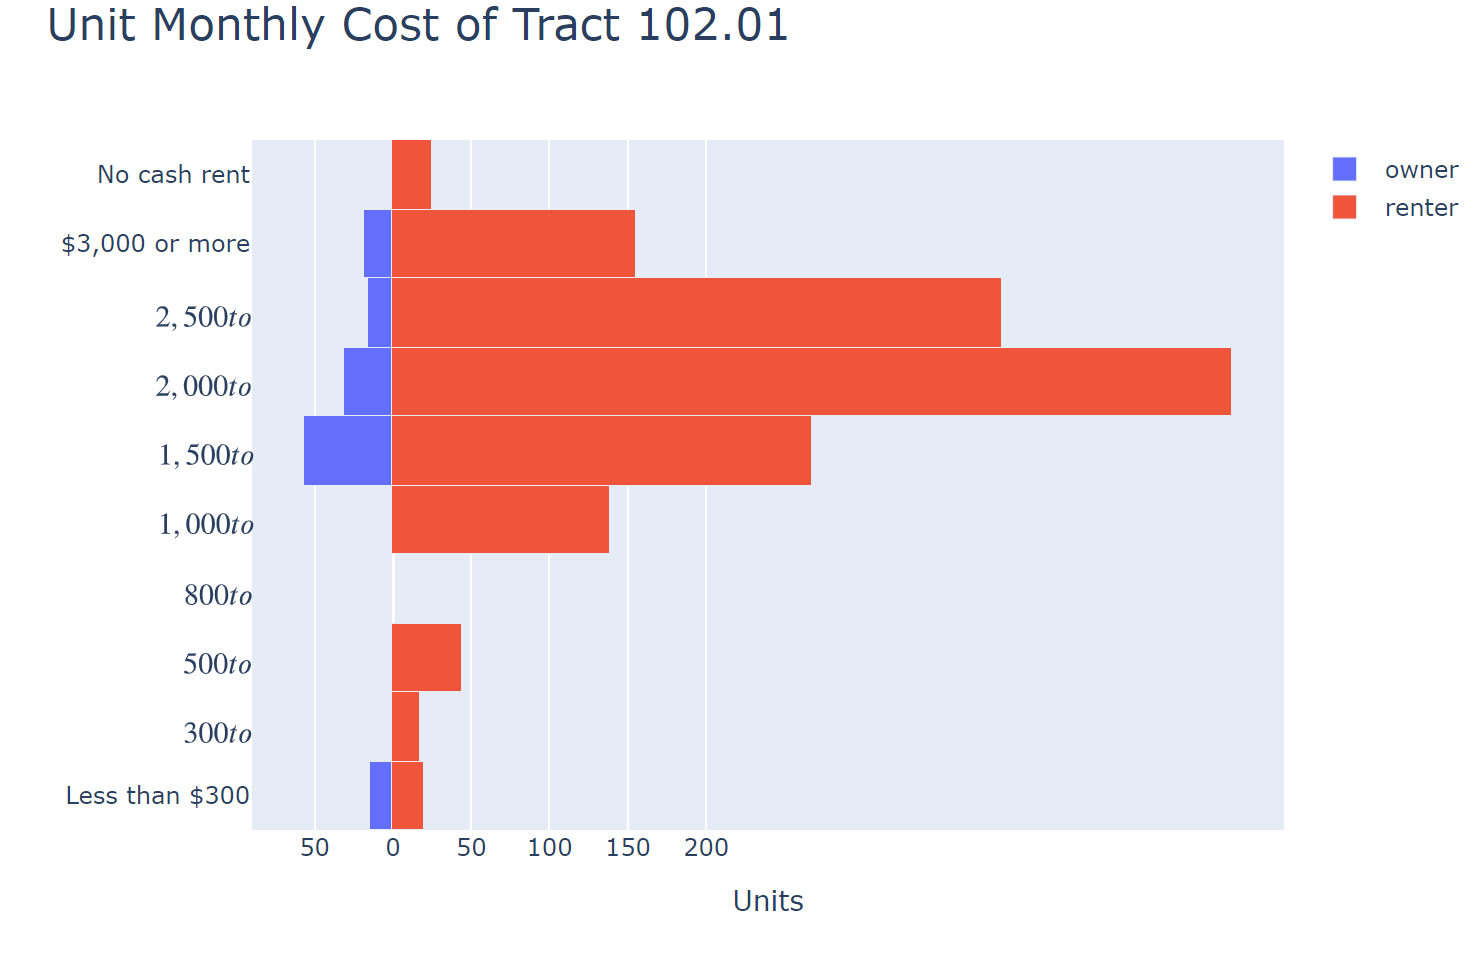 Unit Monthly Cost of Tract 102.01
owner
renter
No cash rent
$3,000 or more
2,500to
2,000to
1,500to
1,000to
800to
500to
300to
Less than $300
50 0 50 100 150 200
Units